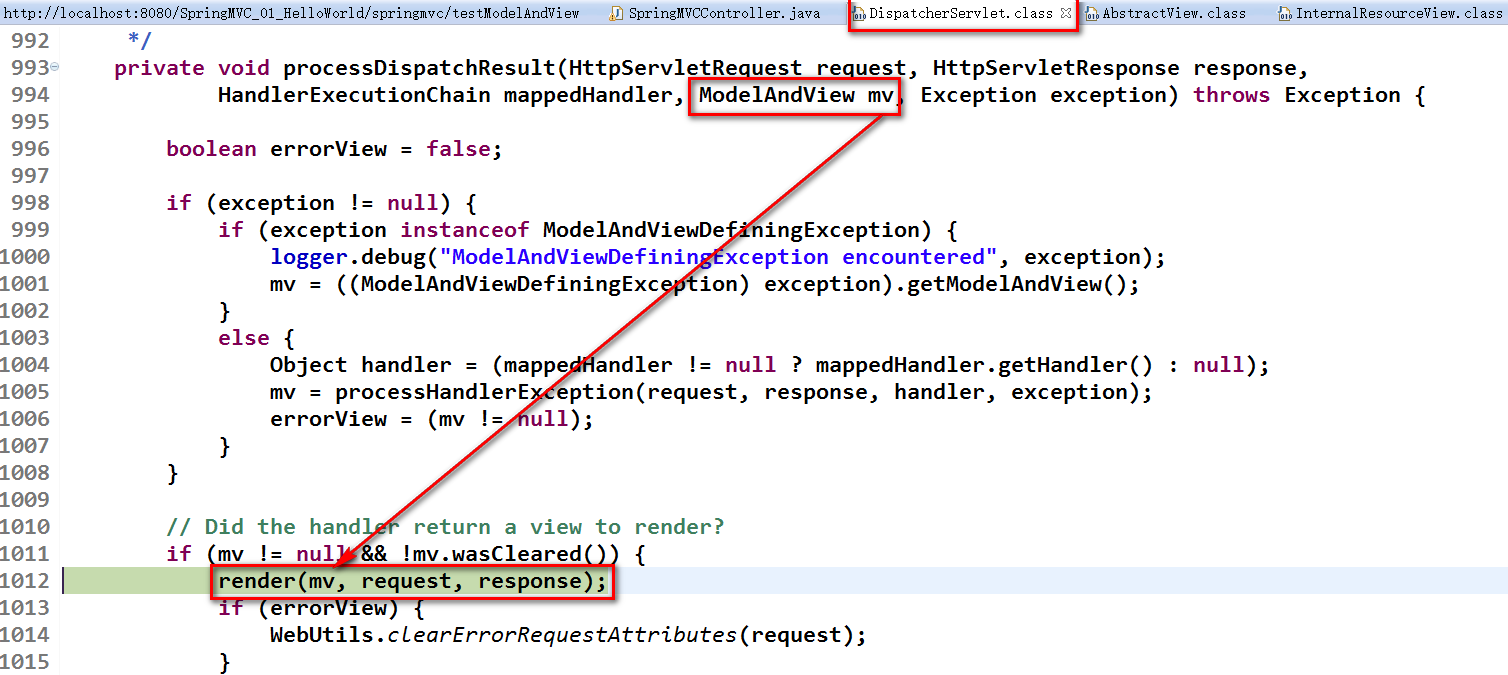 http://localhost:8080/SpringMVC_01_HelloWorld/springmvc/testModelAndView SpringMVCController.java DispatcherServlet.class AbstractView.class InternalResourceView.class
992 */
993 private void processDispatchResult(HttpServletRequest request, HttpServletResponse response,
994 HandlerExecutionChain mappedHandler, ModelAndView mv, Exception exception) throws Exception {
995
996 boolean errorView = false;
997
998 if (exception != null) {
999 if (exception instanceof ModelAndViewDefiningException) {
1000 logger.debug("ModelAndViewDefiningException encountered", exception);
1001 mv = ((ModelAndViewDefiningException) exception).getModelAndView();
1002 }
1003 else {
1004 Object handler = (mappedHandler != null ? mappedHandler.getHandler() : null);
1005 mv = processHandlerException(request, response, handler, exception);
1006 errorView = (mv != null);
1007 }
1008 }
1009
1010 // Did the handler return a view to render?
1011 if (mv != null && !mv.wasCleared()) {
1012 render(mv, request, response);
1013 if (errorView) {
1014 WebUtils.clearErrorRequestAttributes(request);
1015 }